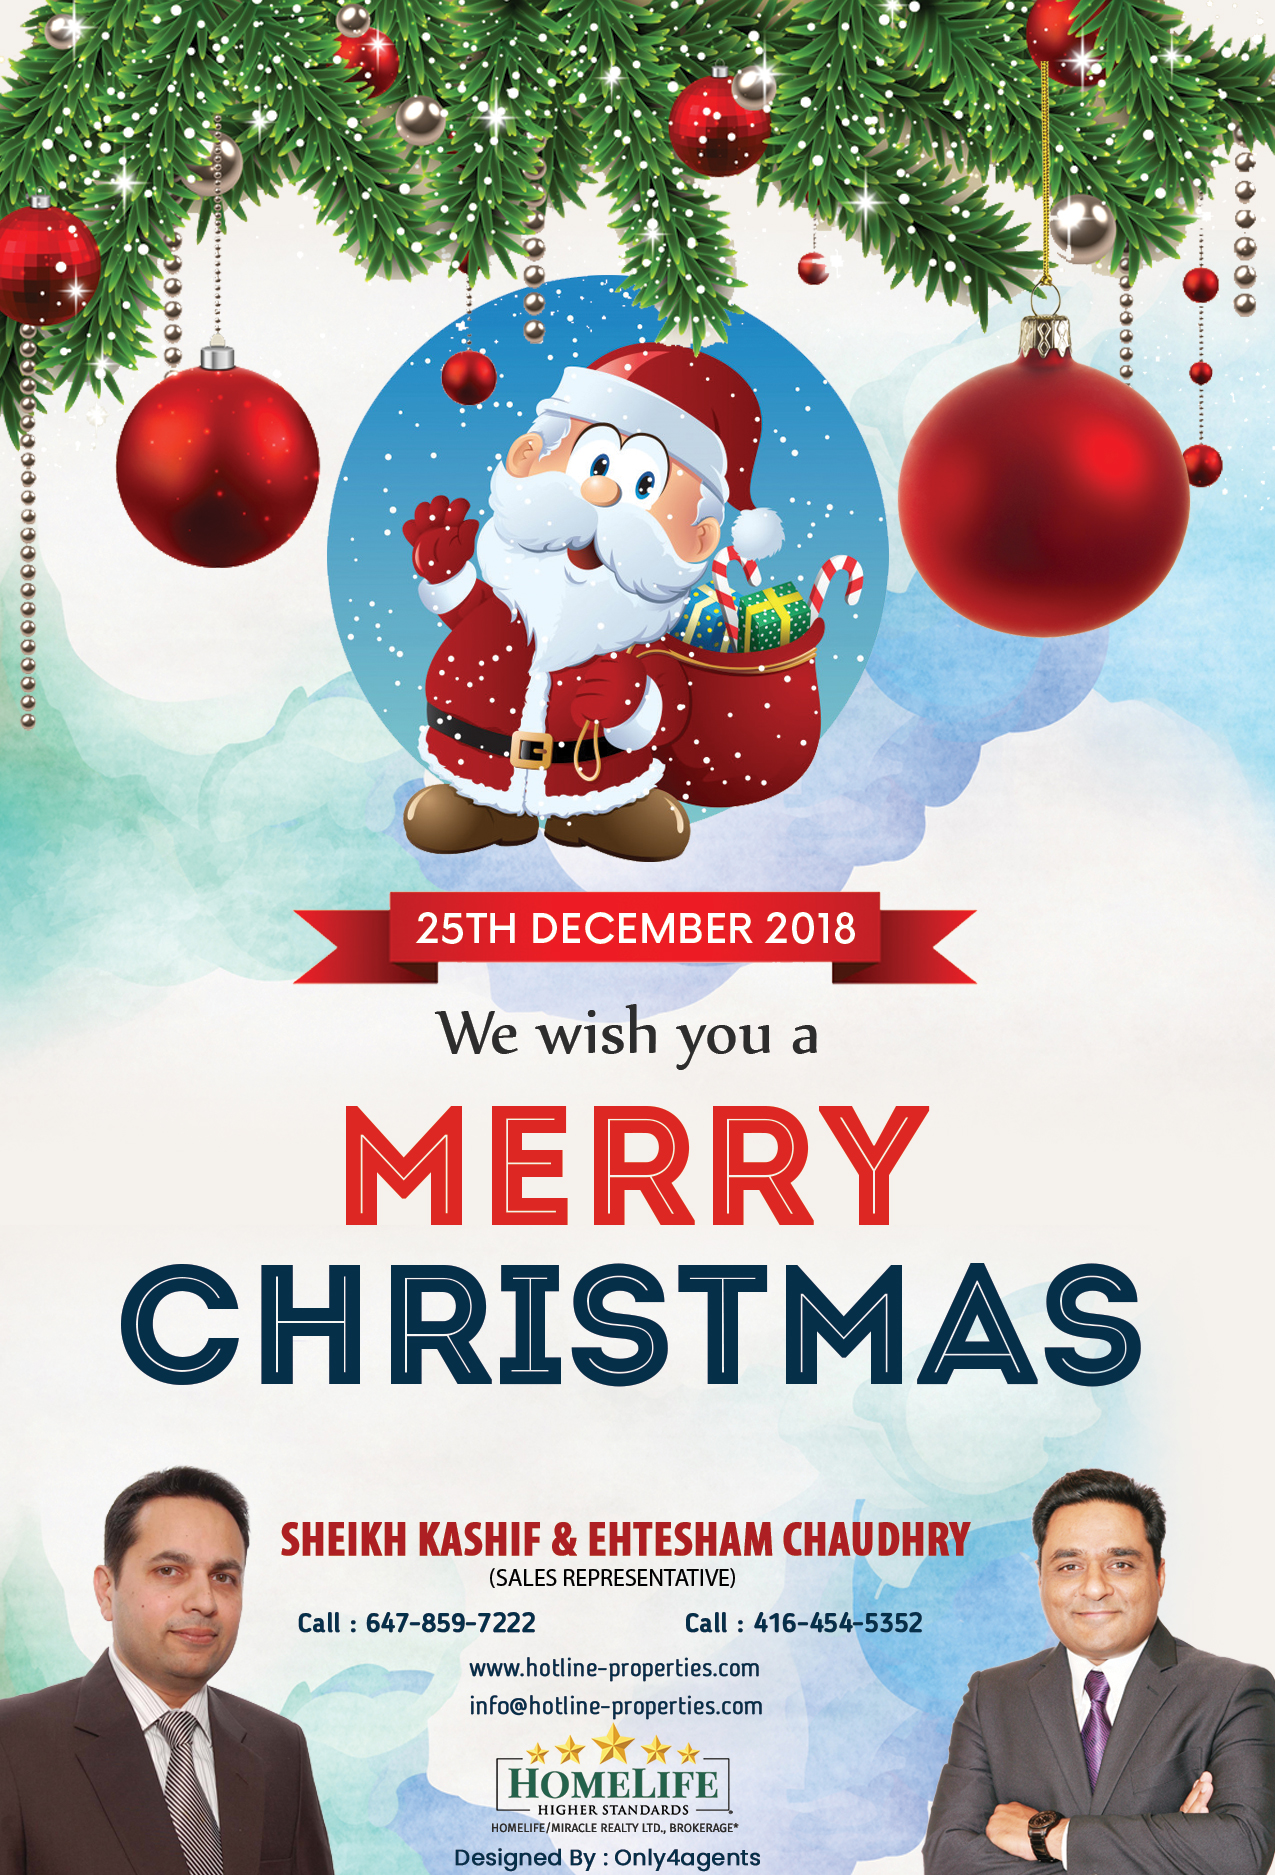 25TH DECEMBER 2018
We wish you a
MERRY
CHRISTMAS
SHEIKH KASHIF & EHTESHAM CHAUDHRY
(SALES REPRESENTATIVE)
Call : 647-859-7222 Call : 416-454-5352
www.hotline-properties.com
info@hotline-properties.com
HOMELIFE
HIGHER STANDARDS
HOMELIFE/MIRACLE REALTY LTD., BROKERAGE*
Designed By : Only4agents